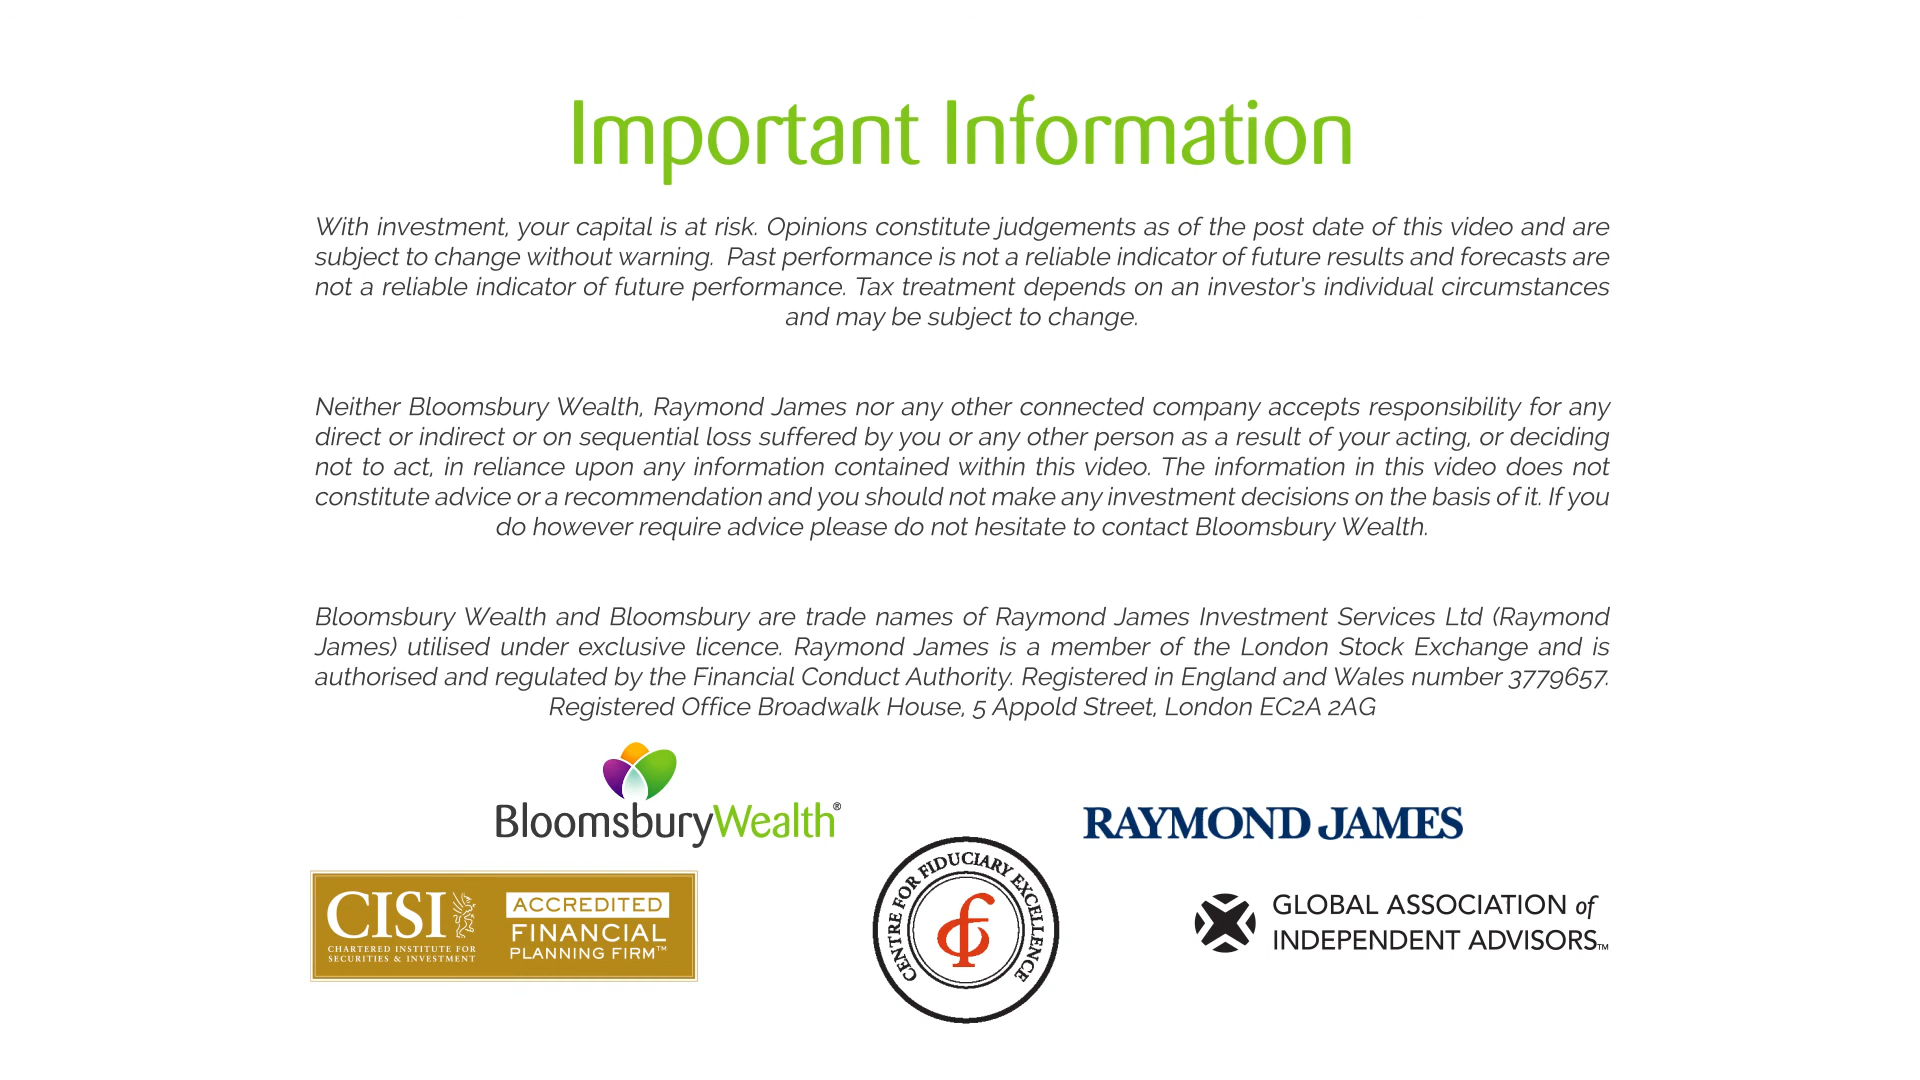 Important Information
With investment, your capital is at risk. Opinions constitute judgements as of the post date of this video and are
subject to change without warning.  Past performance is not a reliable indicator of future results and forecasts are
not a reliable indicator of future performance. Tax treatment depends on an investor's individual circumstances
and may be subject to change.
Neither Bloomsbury Wealth, Raymond James nor any other connected company accepts responsibility for any
direct or indirect or on sequential loss suffered by you or any other person as a result of your acting, or deciding
not to act, in reliance upon any information contained within this video. The information in this video does not
constitute advice or a recommendation and you should not make any investment decisions on the basis of it. If you
do however require advice please do not hesitate to contact Bloomsbury Wealth.
Bloomsbury Wealth and Bloomsbury are trade names of Raymond James Investment Services Ltd (Raymond
James) utilised under exclusive licence. Raymond James is a member of the London Stock Exchange and is
authorised and regulated by the Financial Conduct Authority. Registered in England and Wales number 3779657.
Registered Office Broadwalk House, 5 Appold Street, London EC2A 2AG
BloomsburyWealth®
RAYMOND JAMES
CISI
CHARTERED INSTITUTE FOR
SECURITIES & INVESTMENT
ACCREDITED
FINANCIAL
PLANNING FIRM™
CENTRE FOR FIDUCIARY EXCELLENCE
GLOBAL ASSOCIATION of
INDEPENDENT ADVISORS™